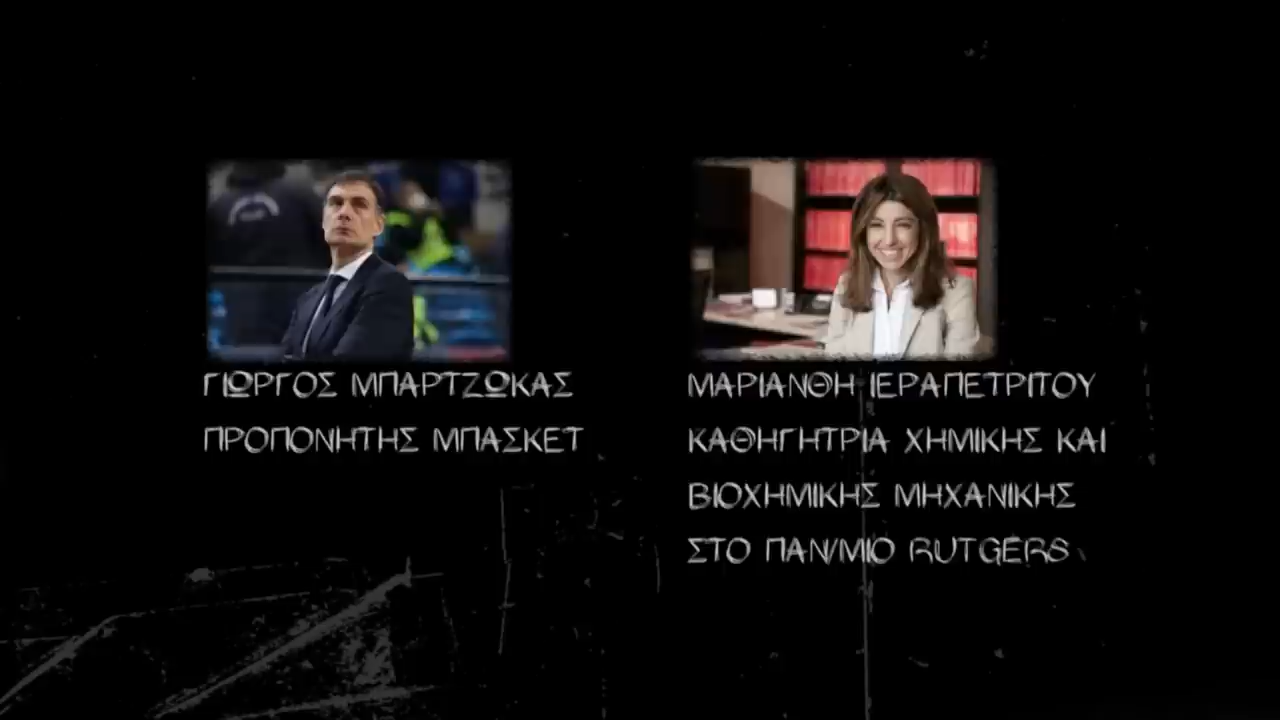 ΓΙΩΡΓΟΣ ΜΠΑΡΤΖΩΚΑΣ
ΠΡΟΠΟΝΗΤΗΣ ΜΠΑΣΚΕΤ
ΜΑΡΙΑΝΘΗ ΙΕΡΑΠΕΤΡΙΤΟΥ
ΚΑΘΗΓΗΤΡΙΑ ΧΗΜΙΚΗΣ ΚΑΙ
ΒΙΟΧΗΜΙΚΗΣ ΜΗΧΑΝΙΚΗΣ
ΣΤΟ ΠΑΝ/ΜΙΟ RUTGERS